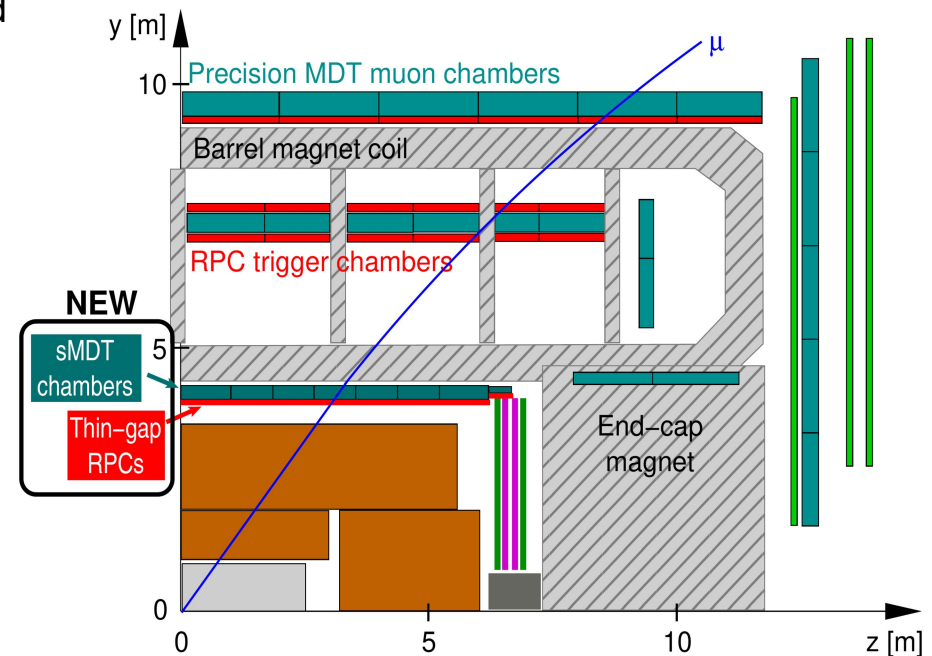 d
y [m]
μ
Precision MDT muon chambers
10
Barrel magnet coil
RPC trigger chambers
NEW
sMDT
chambers
5
Thin−gap
RPCs
End−cap
magnet
0
0
5
10
z [m]